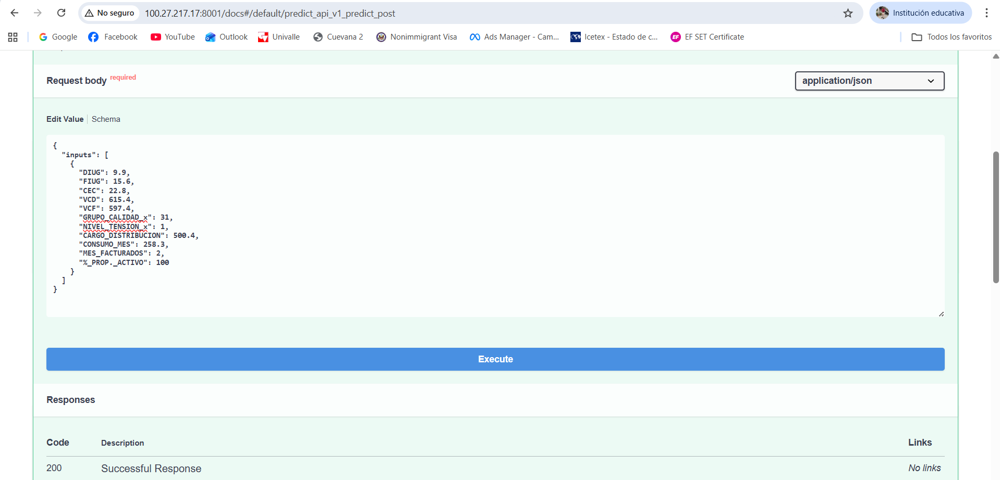 No seguro
100.27.217.17:8001/docs#/default/predict_api_v1_predict_post
Institución educativa
Google
Facebook
YouTube
Outlook
Univalle
Cuevana 2
Nonimmigrant Visa
Ads Manager - Cam...
Icetex - Estado de c...
EF EF SET Certificate
Todos los favoritos
Request body required
application/json
Edit Value Schema
{
"inputs": [
{
"DIUG": 9.9,
"FIUG": 15.6,
"CEC": 22.8,
"VCD": 615.4,
"VCF": 597.4,
"GRUPO_CALIDAD_x": 31,
"NIVEL_TENSION_x": 1,
"CARGO_DISTRIBUCION": 500.4,
"CONSUMO_MES": 258.3,
"MES_FACTURADOS": 2,
"%_PROP._ACTIVO": 100
}
]
}
Execute
Responses
Code Description Links
200 Successful Response No links